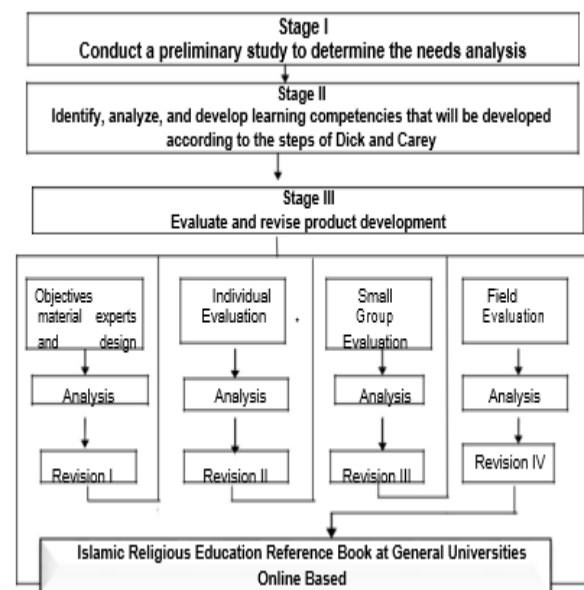 Stage I
Conduct a preliminary study to determine the needs analysis
Stage II
Identify, analyze, and develop learning competencies that will be developed
according to the steps of Dick and Carey
Stage III
Evaluate and revise product development
Objectives
material experts
and design
Analysis
Revision I
Individual
Evaluation
Analysis
Revision II
Small
Group
Evaluation
Analysis
Revision III
Field
Evaluation
Analysis
Revision IV
Islamic Religious Education Reference Book at General Universities
Online Based